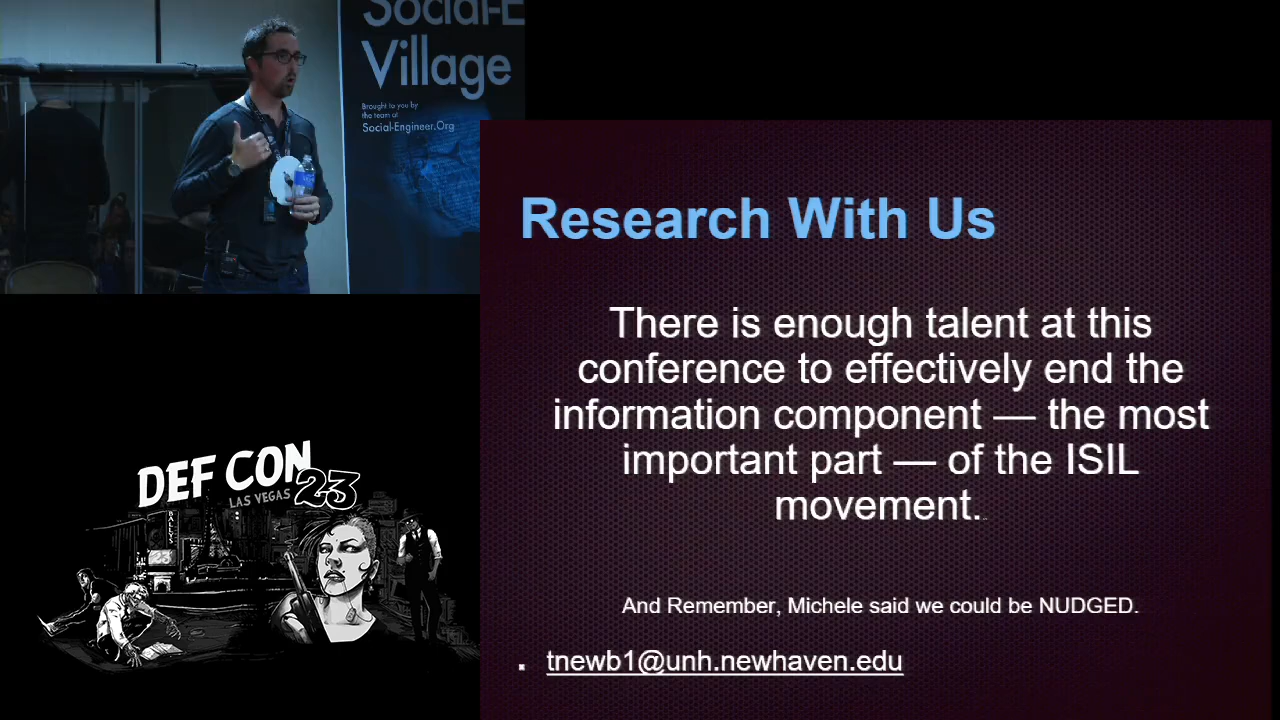 Social-E
Village
Brought to you by
the team at
Social-Engineer.Org
Research With Us
There is enough talent at this
conference to effectively end the
information component — the most
important part — of the ISIL
movement.
And Remember, Michele said we could be NUDGED.
tnewb1@unh.newhaven.edu
DEF CON
LAS VEGAS 23
BALLY'S